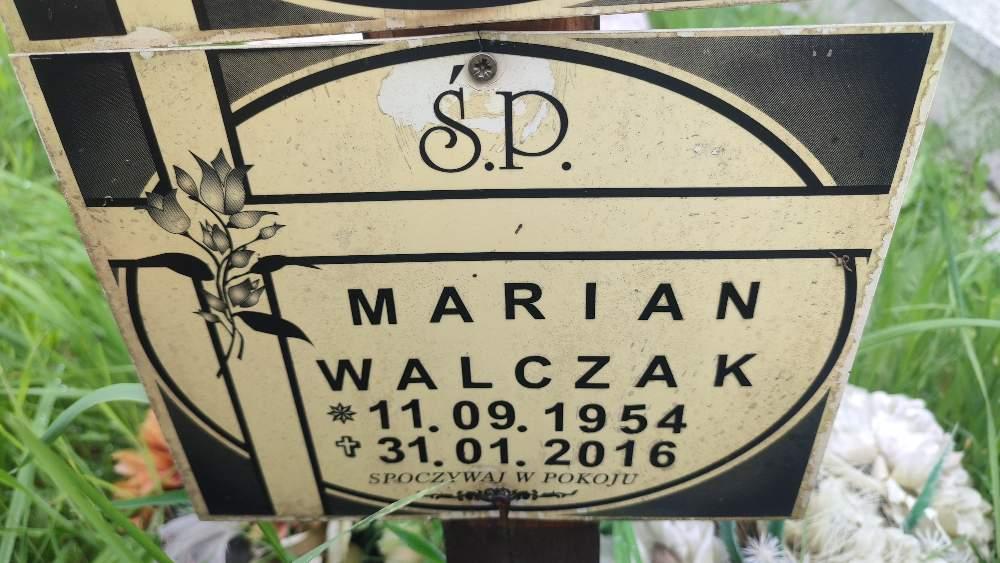 Ś.P.
MARIAN
WALCZAK
11.09.1954
31.01.2016
SPOCZYWAJ W POKOJU